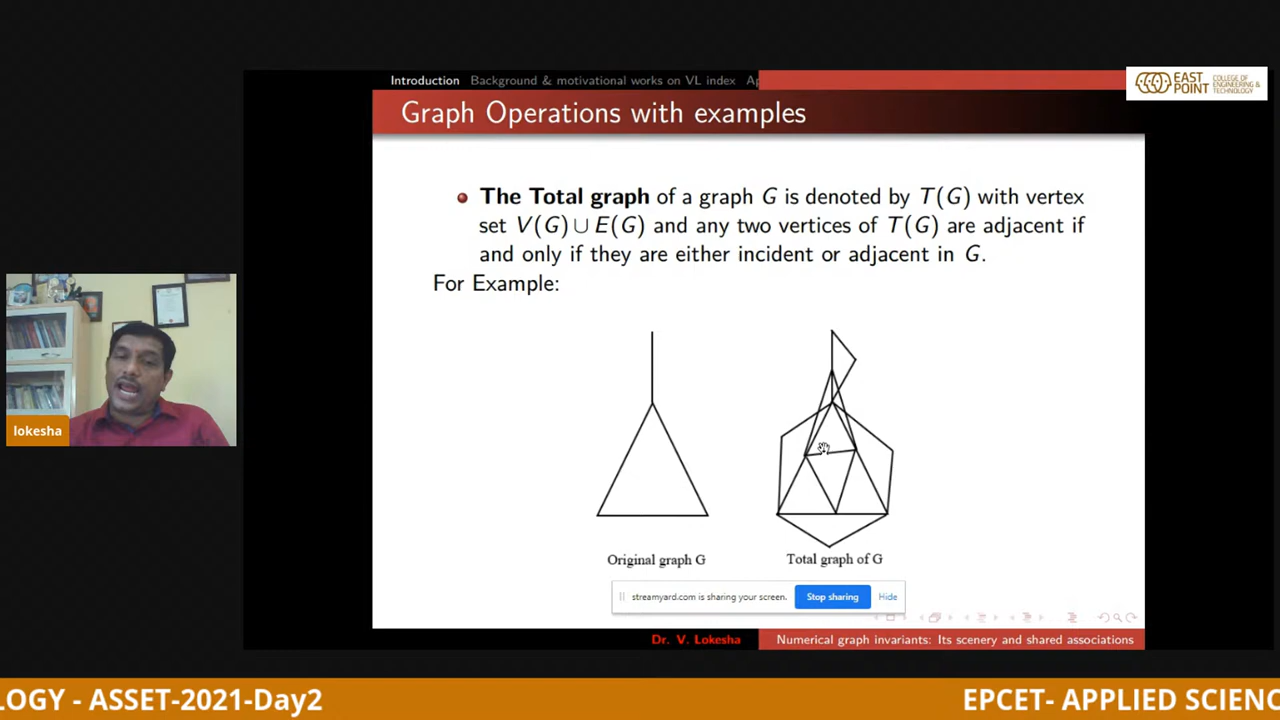 Introduction Background & motivational works on VL index Ap
EAST POINT COLLEGE OF ENGINEERING & TECHNOLOGY
Graph Operations with examples
The Total graph of a graph G is denoted by T(G) with vertex
set V(G) ∪ E(G) and any two vertices of T(G) are adjacent if
and only if they are either incident or adjacent in G.
For Example:
lokesha
Original graph G
Total graph of G
streamyard.com is sharing your screen. Stop sharing Hide
Dr. V. Lokesha Numerical graph invariants: Its scenery and shared associations
LOGY - ASSET-2021-Day2
EPCET- APPLIED SCIENC